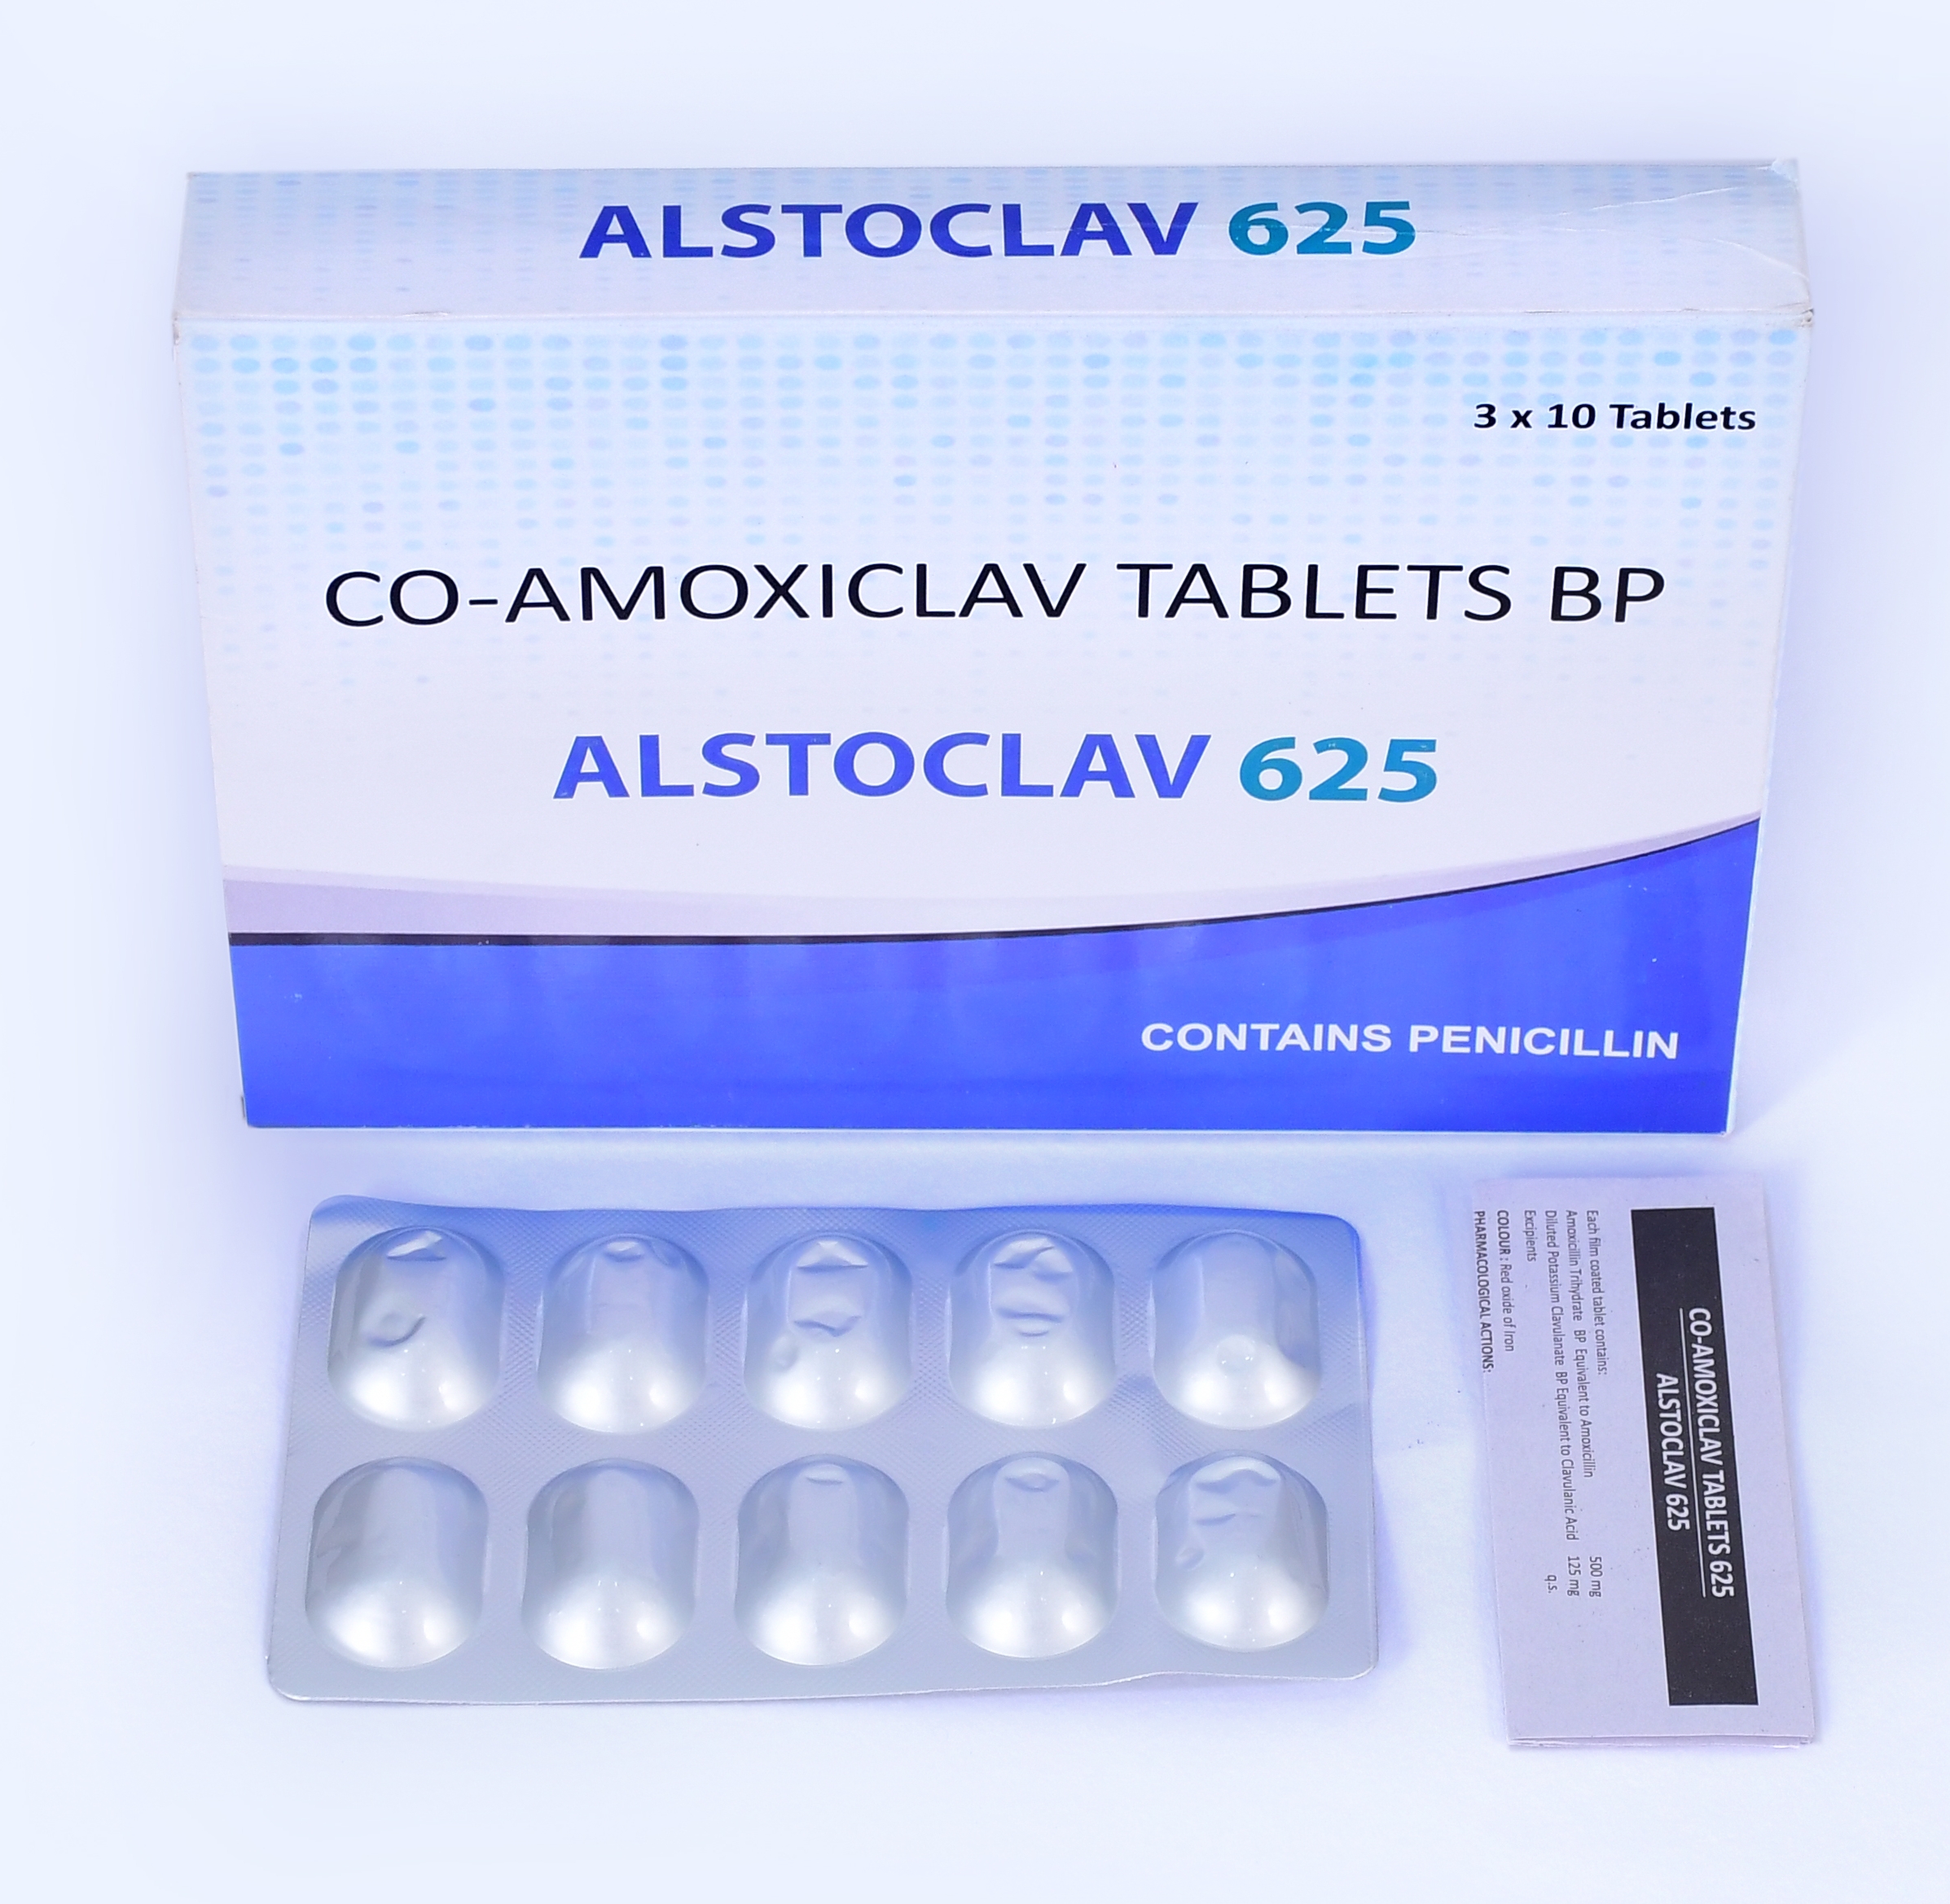 ALSTOCLAV 625
3 x 10 Tablets
CO-AMOXICLAV TABLETS BP
ALSTOCLAV 625
CONTAINS PENICILLIN
CO-AMOXICLAV TABLETS 625
ALSTOCLAV 625
Each film coated tablet contains:
Amoxicillin Trihydrate BP Equivalent to Amoxicillin 500 mg
Diluted Potassium Clavulanate BP Equivalent to Clavulanic Acid 125 mg
Excipients q.s.
COLOUR : Red oxide of Iron
PHARMACOLOGICAL ACTIONS: